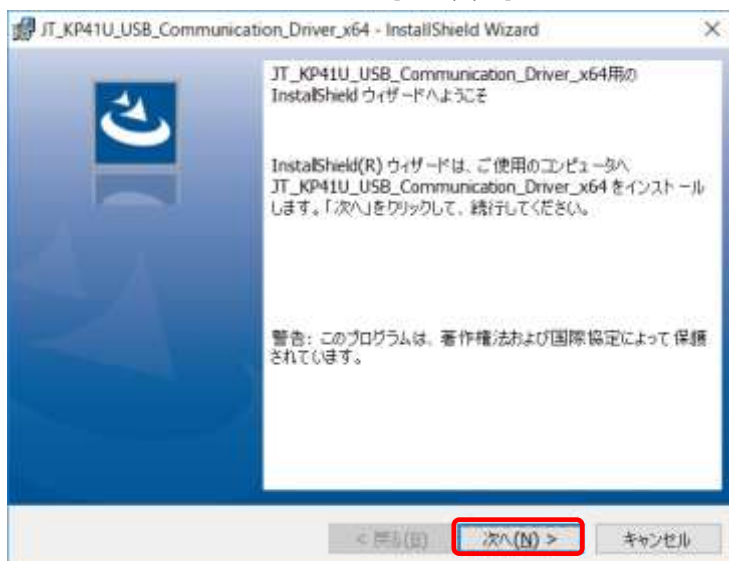 JT_KP41U_USB_Communication_Driver_x64 - InstallShield Wizard
JT_KP41U_USB_Communication_Driver_x64用の
InstallShield ウィザードへようこそ
InstallShield(R) ウィザードは、ご使用のコンピュータへ
JT_KP41U_USB_Communication_Driver_x64 をインストール
します。「次へ」をクリックして、続行してください。
警告: このプログラムは、著作権法および国際協定によって保護
されています。
< 戻る(B) 次へ(N) > キャンセル